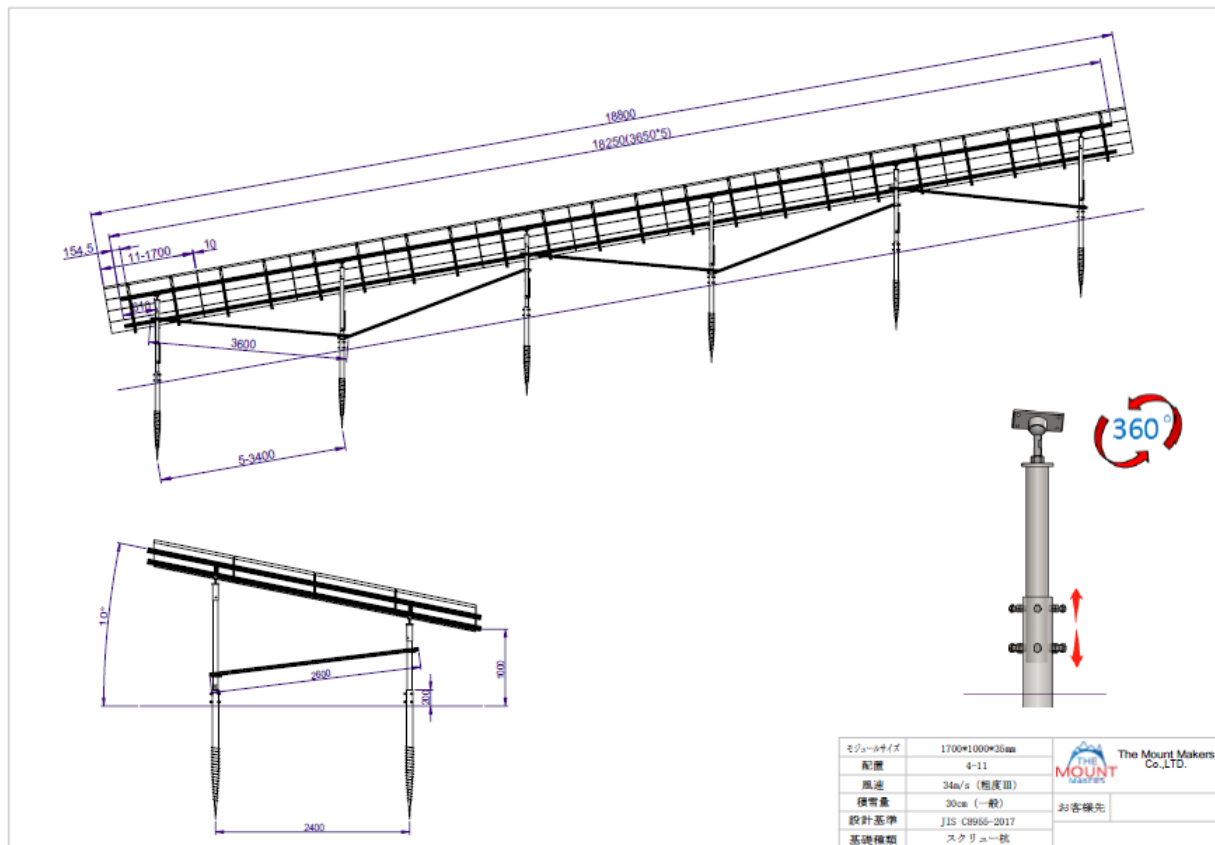 18800
18250(3650*5)
154.5
11-1700
10
310
3600
5-3400
360°
10°
2600
1000
200
2400
モジュールサイズ
1700*1000*35mm
配置
4-11
風速
34m/s (粗度Ⅲ)
積雪量
30cm (一般)
設計基準
JIS C8955-2017
基礎種類
スクリュー杭
THE
MOUNT
MAKERS
The Mount Makers
Co.,LTD.
お客様先